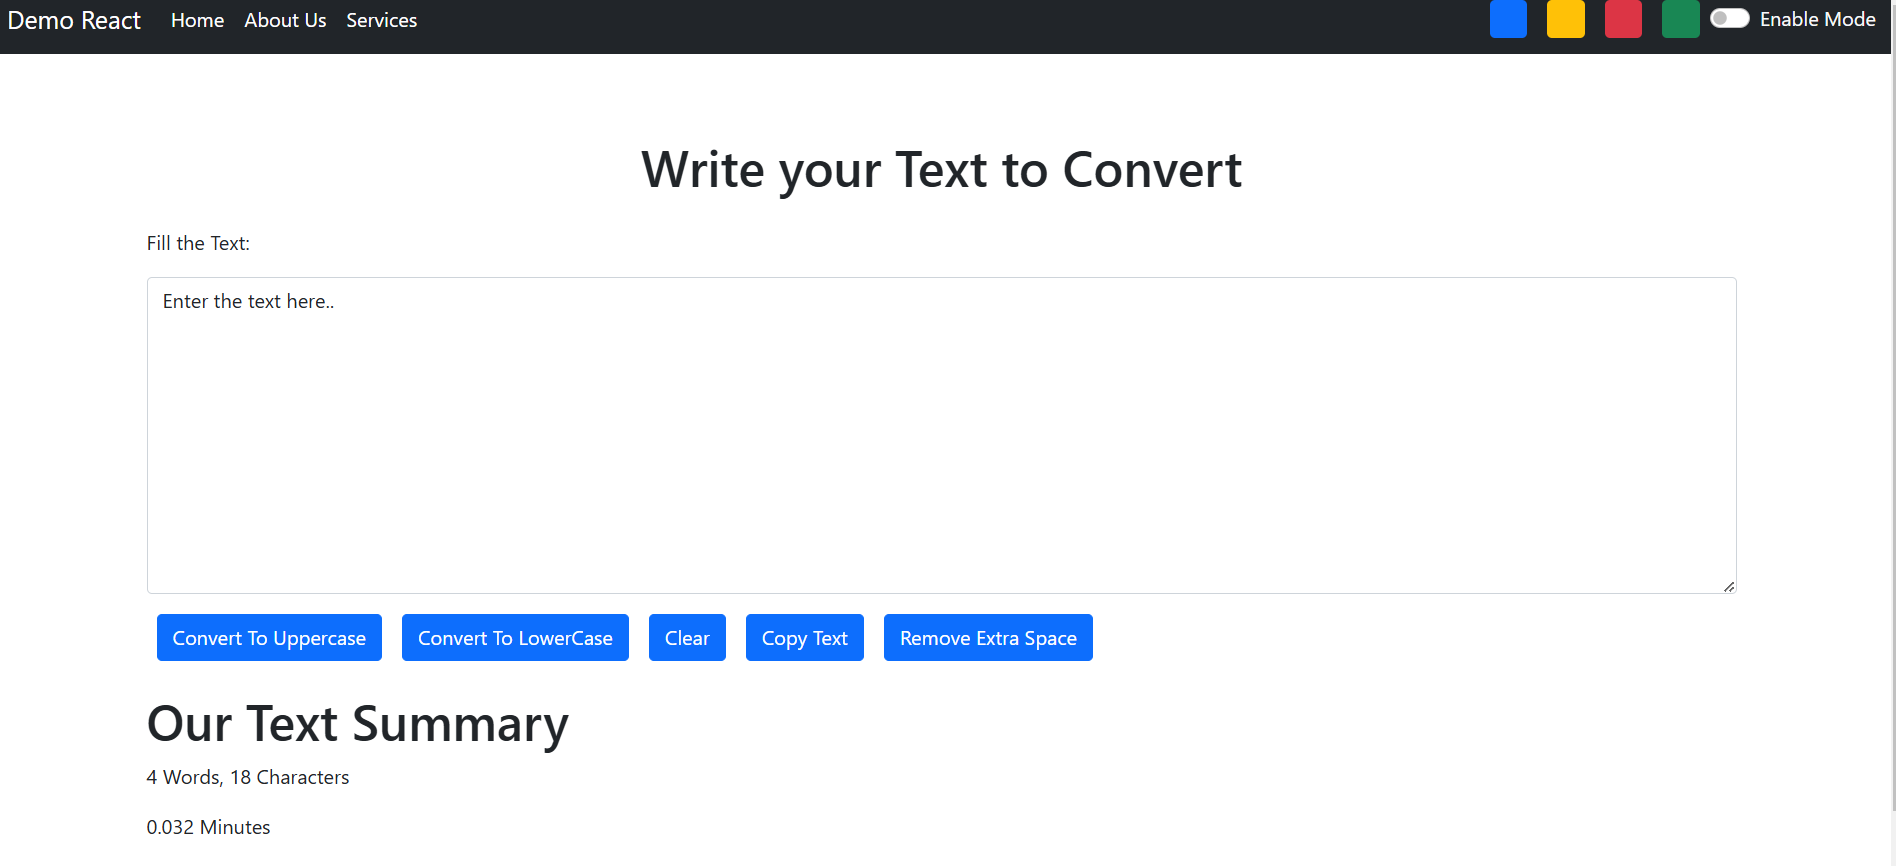 Demo React Home About Us Services Enable Mode
Write your Text to Convert
Fill the Text:
Enter the text here..
Convert To Uppercase Convert To LowerCase Clear Copy Text Remove Extra Space
Our Text Summary
4 Words, 18 Characters
0.032 Minutes